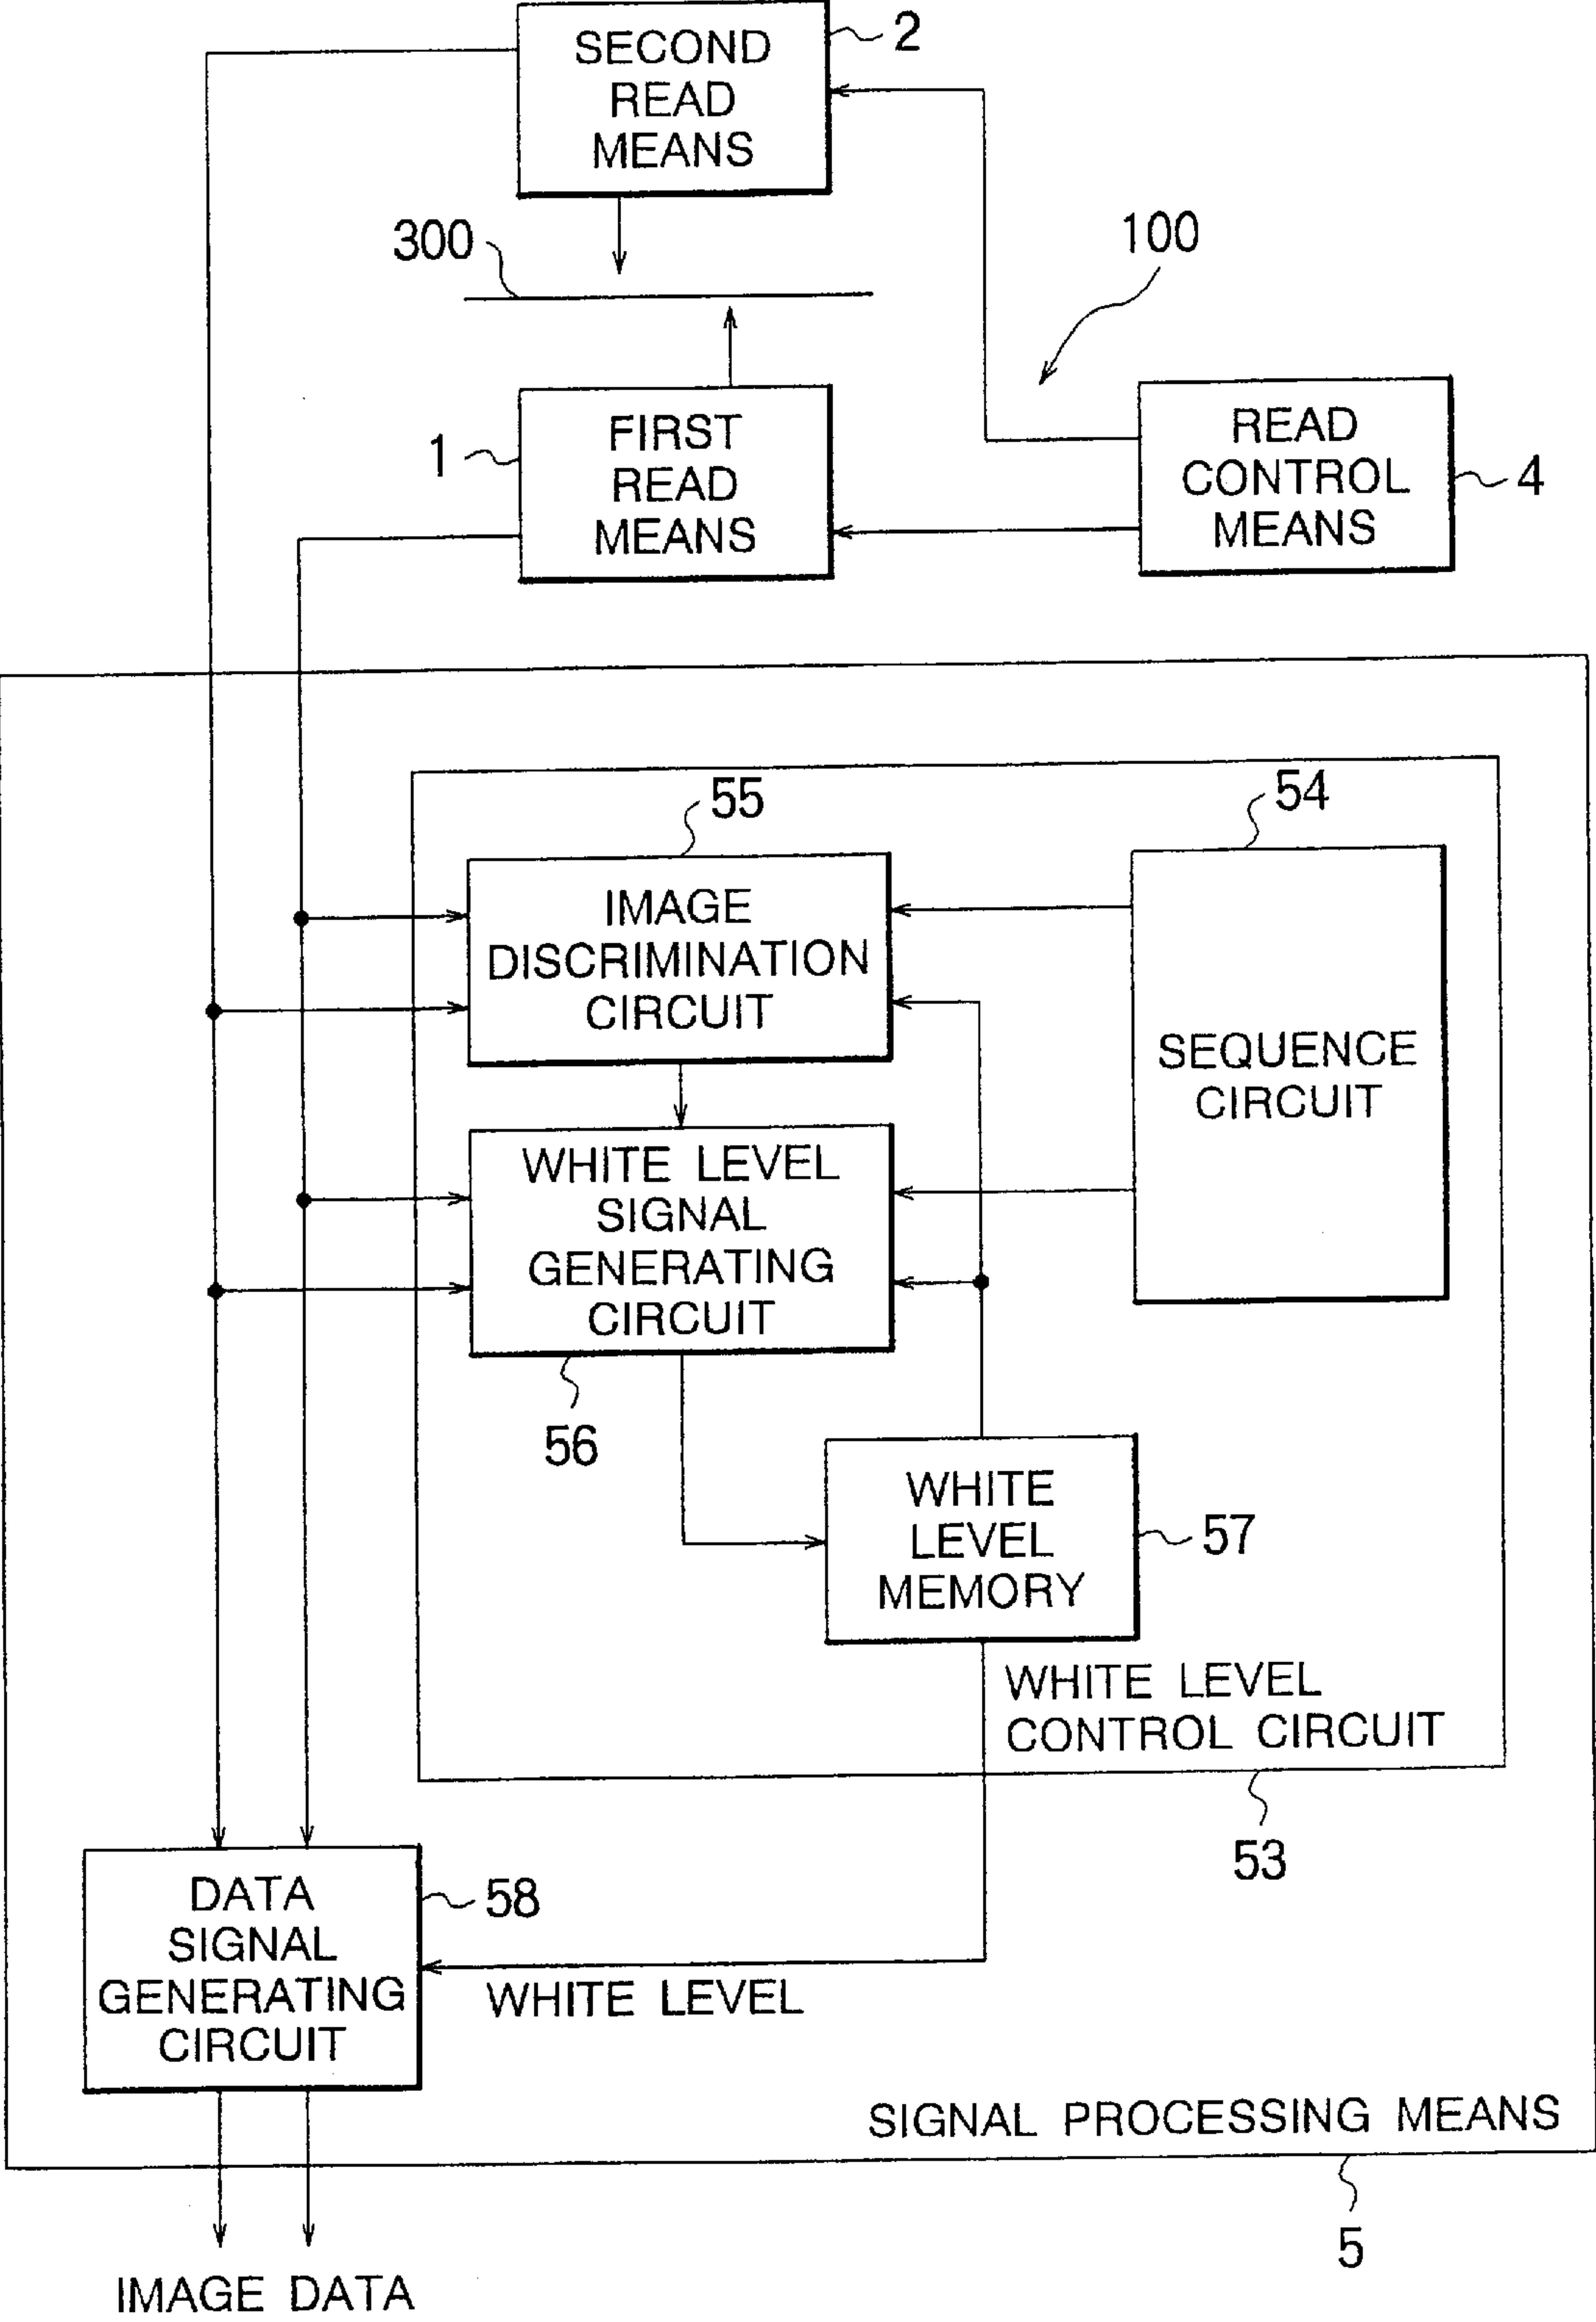 SECOND
READ
MEANS
2
300
100
1
FIRST
READ
MEANS
READ
CONTROL
MEANS
4
55
54
IMAGE
DISCRIMINATION
CIRCUIT
SEQUENCE
CIRCUIT
WHITE LEVEL
SIGNAL
GENERATING
CIRCUIT
56
WHITE
LEVEL
MEMORY
57
WHITE LEVEL
CONTROL CIRCUIT
53
DATA
SIGNAL
GENERATING
CIRCUIT
58
WHITE LEVEL
SIGNAL PROCESSING MEANS
5
IMAGE DATA